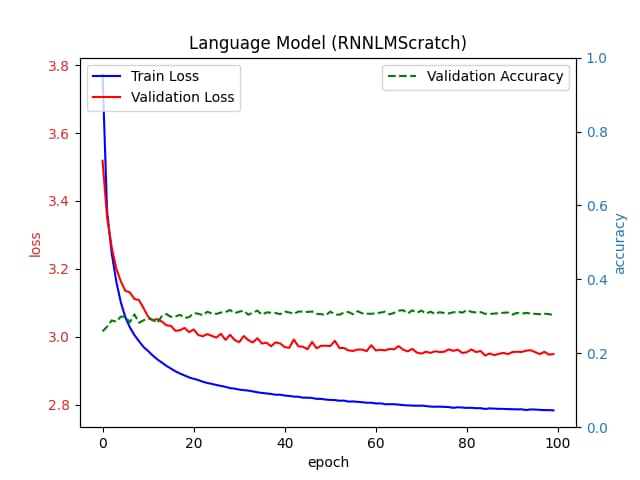 Language Model (RNNLMScratch)
Train Loss
Validation Loss
Validation Accuracy
3.8
3.6
3.4
3.2
3.0
2.8
loss
1.0
0.8
0.6
0.4
0.2
0.0
accuracy
0 20 40 60 80 100
epoch